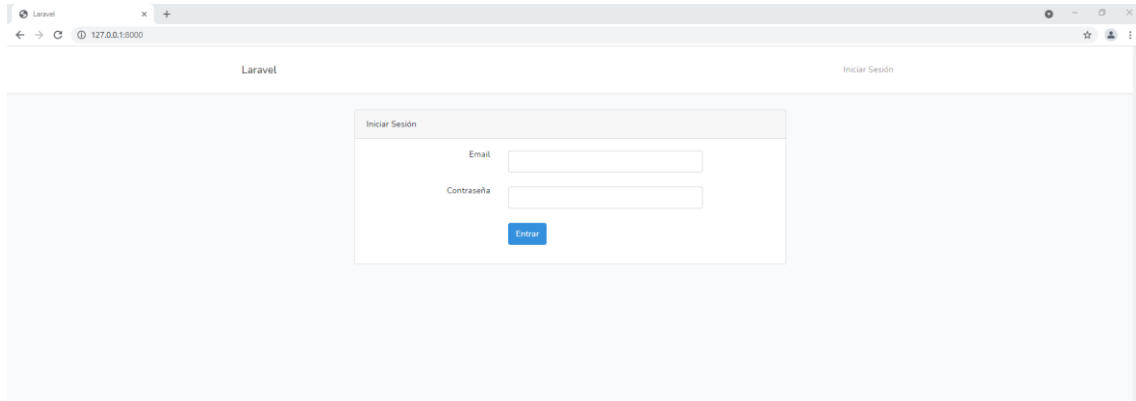 Laravel
127.0.0.1:8000
Laravel Iniciar Sesión
Iniciar Sesión
Email
Contraseña
Entrar